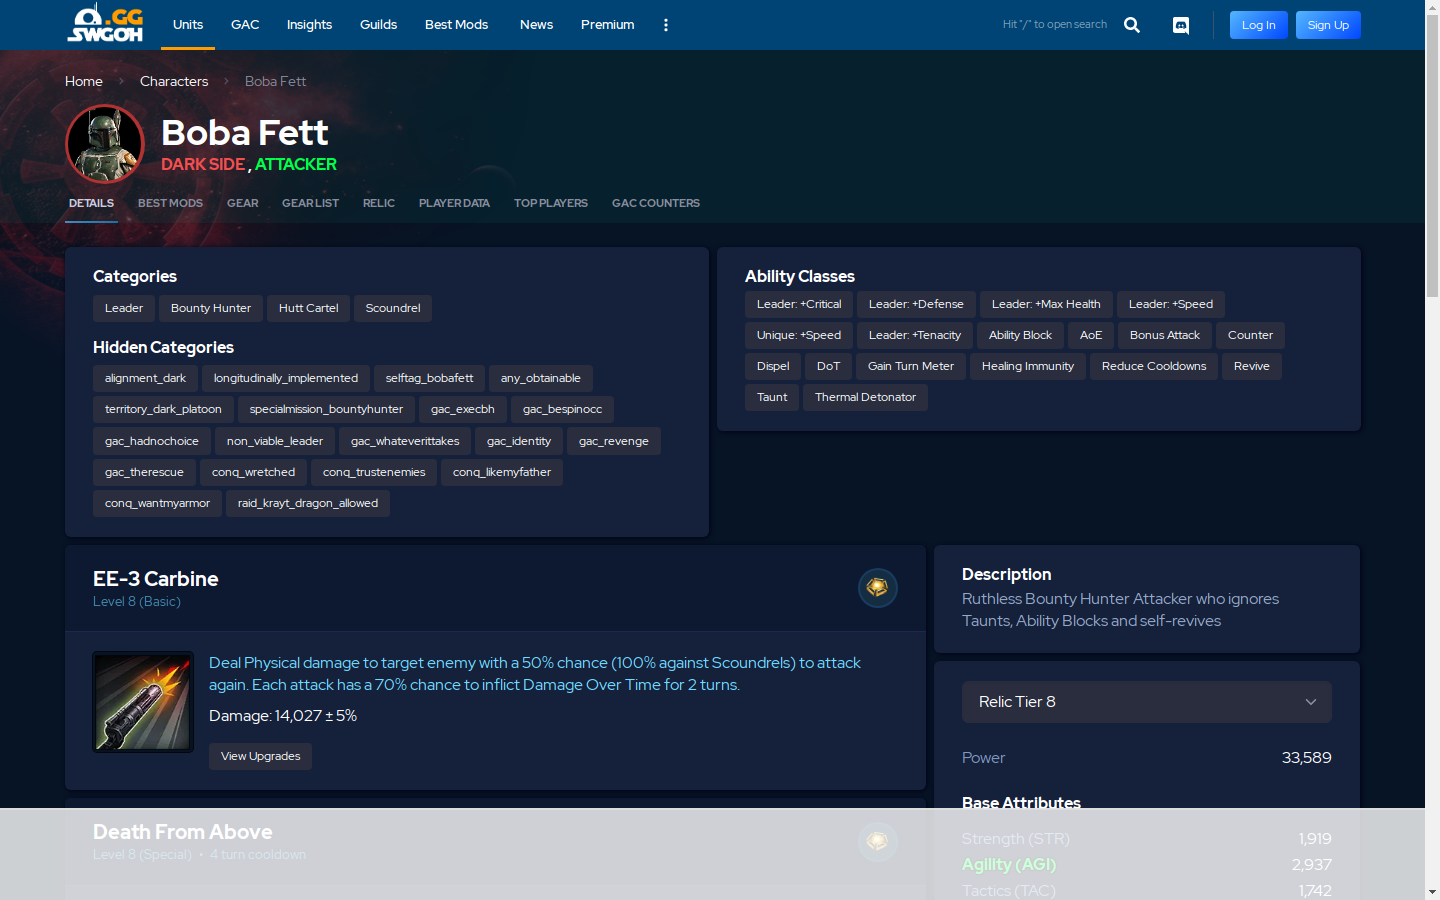 .GG
SWGOH
Units GAC Insights Guilds Best Mods News Premium
Hit "/" to open search
Log In Sign Up
Home Characters Boba Fett
Boba Fett
DARK SIDE , ATTACKER
DETAILS BEST MODS GEAR GEAR LIST RELIC PLAYER DATA TOP PLAYERS GAC COUNTERS
Categories
Leader Bounty Hunter Hutt Cartel Scoundrel
Hidden Categories
alignment_dark longitudinally_implemented selftag_bobafett any_obtainable
territory_dark_platoon specialmission_bountyhunter gac_execbh gac_bespinocc
gac_hadnochoice non_viable_leader gac_whateverittakes gac_identity gac_revenge
gac_therescue conq_wretched conq_trustenemies conq_likemyfather
conq_wantmyarmor raid_krayt_dragon_allowed
Ability Classes
Leader: +Critical Leader: +Defense Leader: +Max Health Leader: +Speed
Unique: +Speed Leader: +Tenacity Ability Block AoE Bonus Attack Counter
Dispel DoT Gain Turn Meter Healing Immunity Reduce Cooldowns Revive
Taunt Thermal Detonator
EE-3 Carbine
Level 8 (Basic)
Deal Physical damage to target enemy with a 50% chance (100% against Scoundrels) to attack
again. Each attack has a 70% chance to inflict Damage Over Time for 2 turns.
Damage: 14,027 ± 5%
View Upgrades
Death From Above
Level 8 (Special) • 4 turn cooldown
Description
Ruthless Bounty Hunter Attacker who ignores
Taunts, Ability Blocks and self-revives
Relic Tier 8
Power 33,589
Base Attributes
Strength (STR) 1,919
Agility (AGI) 2,937
Tactics (TAC) 1,742